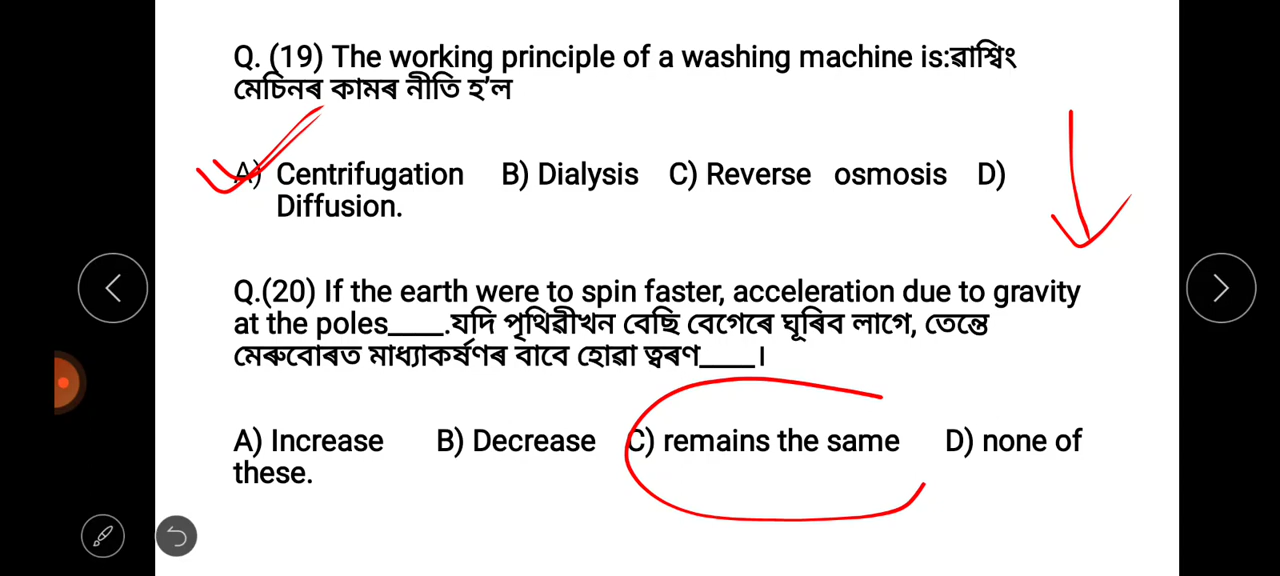 Q. (19) The working principle of a washing machine is:ৱাশ্বিং
মেচিনৰ কামৰ নীতি হ'ল
A) Centrifugation B) Dialysis C) Reverse osmosis D)
Diffusion.
Q.(20) If the earth were to spin faster, acceleration due to gravity
at the poles____.যদি পৃথিৱীখন বেছি বেগেৰে ঘূৰিব লাগে, তেন্তে
মেৰুবোৰত মাধ্যাকৰ্ষণৰ বাবে হোৱা ত্বৰণ____।
A) Increase B) Decrease C) remains the same D) none of
these.